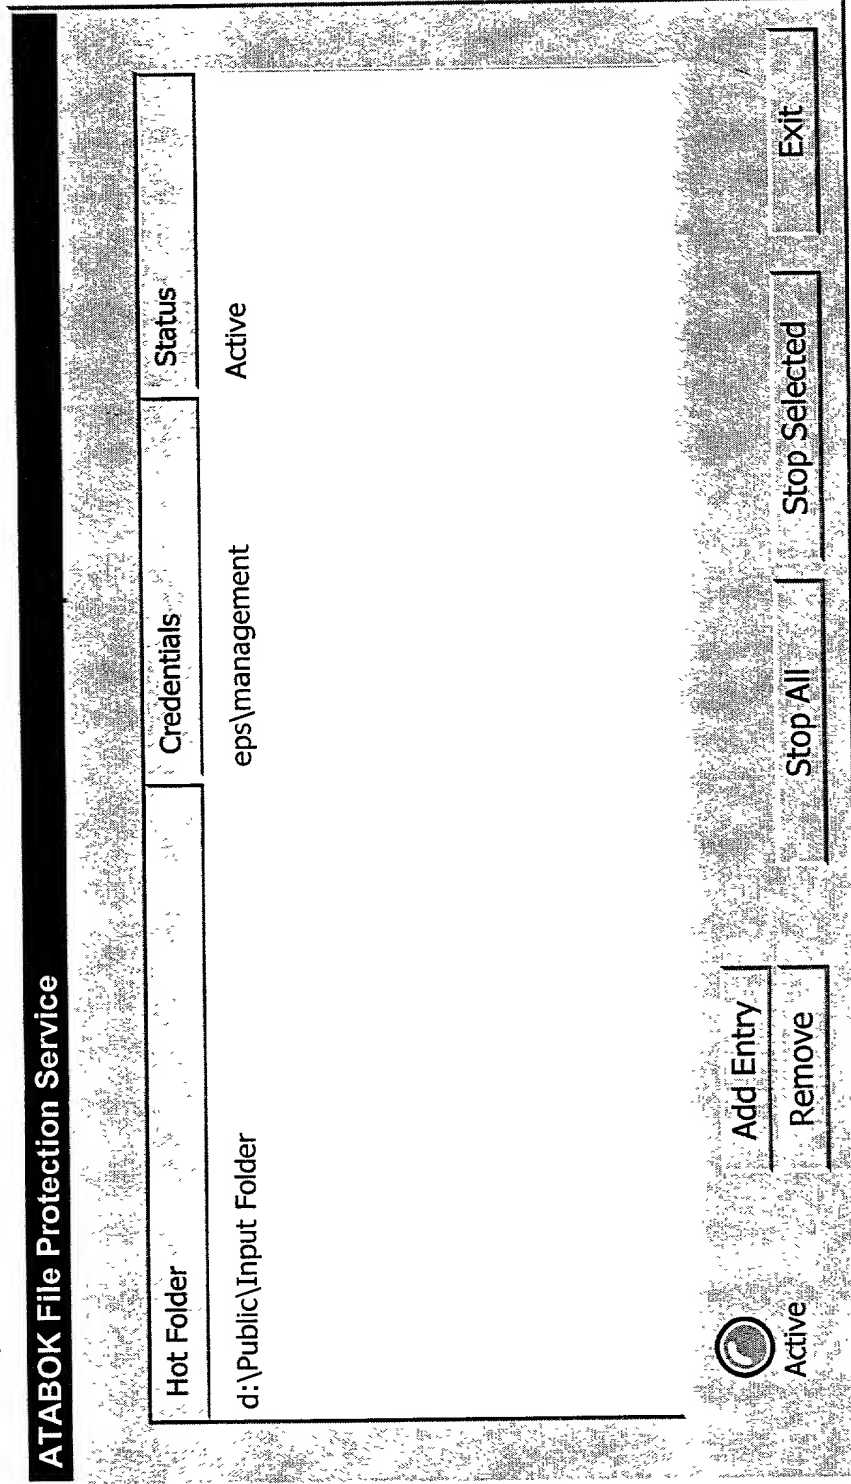 ATABOK File Protection Service
Hot Folder Credentials Status
d:\Public\Input Folder eps\management Active
Active
Add Entry
Remove
Stop All Stop Selected Exit